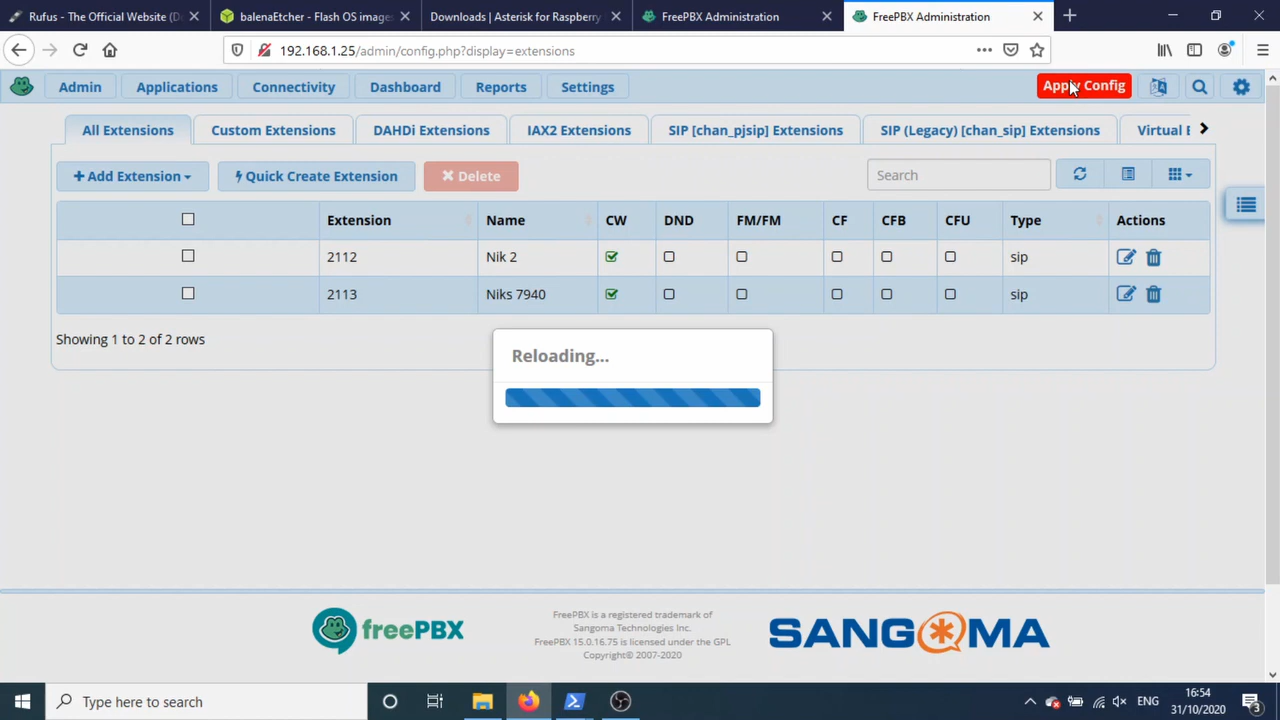 Rufus - The Official Website (D
balenaEtcher - Flash OS images
Downloads | Asterisk for Raspberry
FreePBX Administration
FreePBX Administration
192.168.1.25/admin/config.php?display=extensions
Admin
Applications
Connectivity
Dashboard
Reports
Settings
Apply Config
All Extensions
Custom Extensions
DAHDi Extensions
IAX2 Extensions
SIP [chan_pjsip] Extensions
SIP (Legacy) [chan_sip] Extensions
Virtual E
+ Add Extension
Quick Create Extension
Delete
Search
Extension Name CW DND FM/FM CF CFB CFU Type Actions
2112 Nik 2 sip
2113 Niks 7940 sip
Showing 1 to 2 of 2 rows
Reloading...
freePBX
FreePBX is a registered trademark of
Sangoma Technologies Inc.
FreePBX 15.0.16.75 is licensed under the GPL
Copyright© 2007-2020
SANGOMA
Type here to search
ENG
16:54
31/10/2020
3